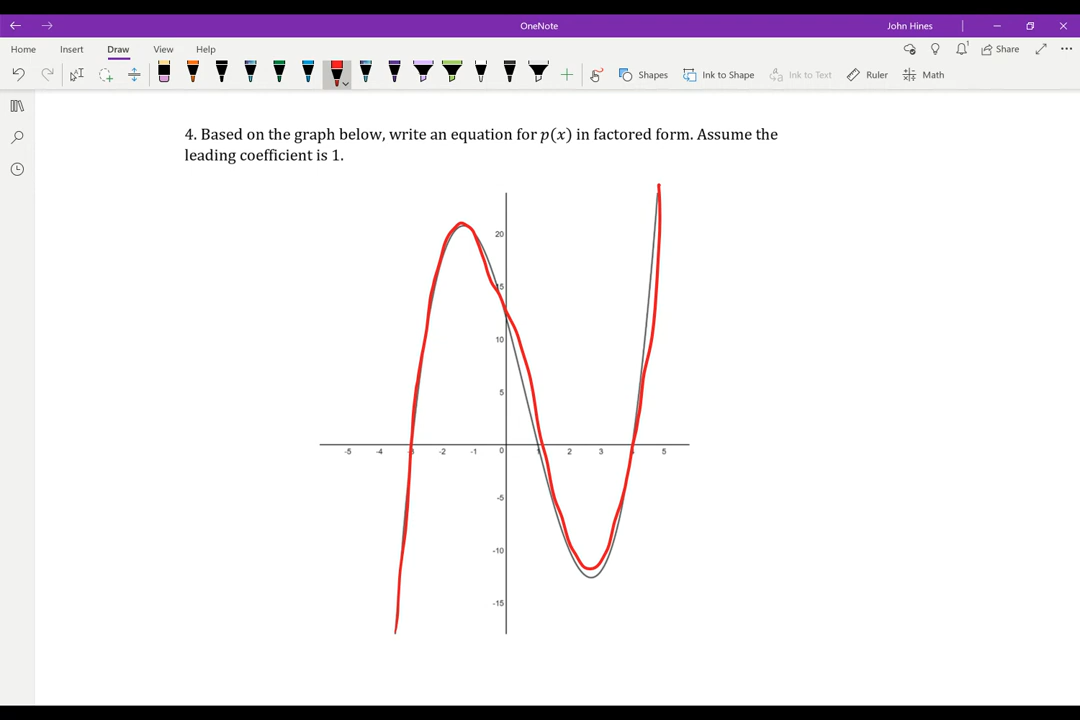 OneNote
John Hines
Home Insert Draw View Help
1 Share
Shapes Ink to Shape Ink to Text Ruler Math
4. Based on the graph below, write an equation for p(x) in factored form. Assume the
leading coefficient is 1.
20
15
10
5
-5 -4 -3 -2 -1 0 1 2 3 4 5
-5
-10
-15